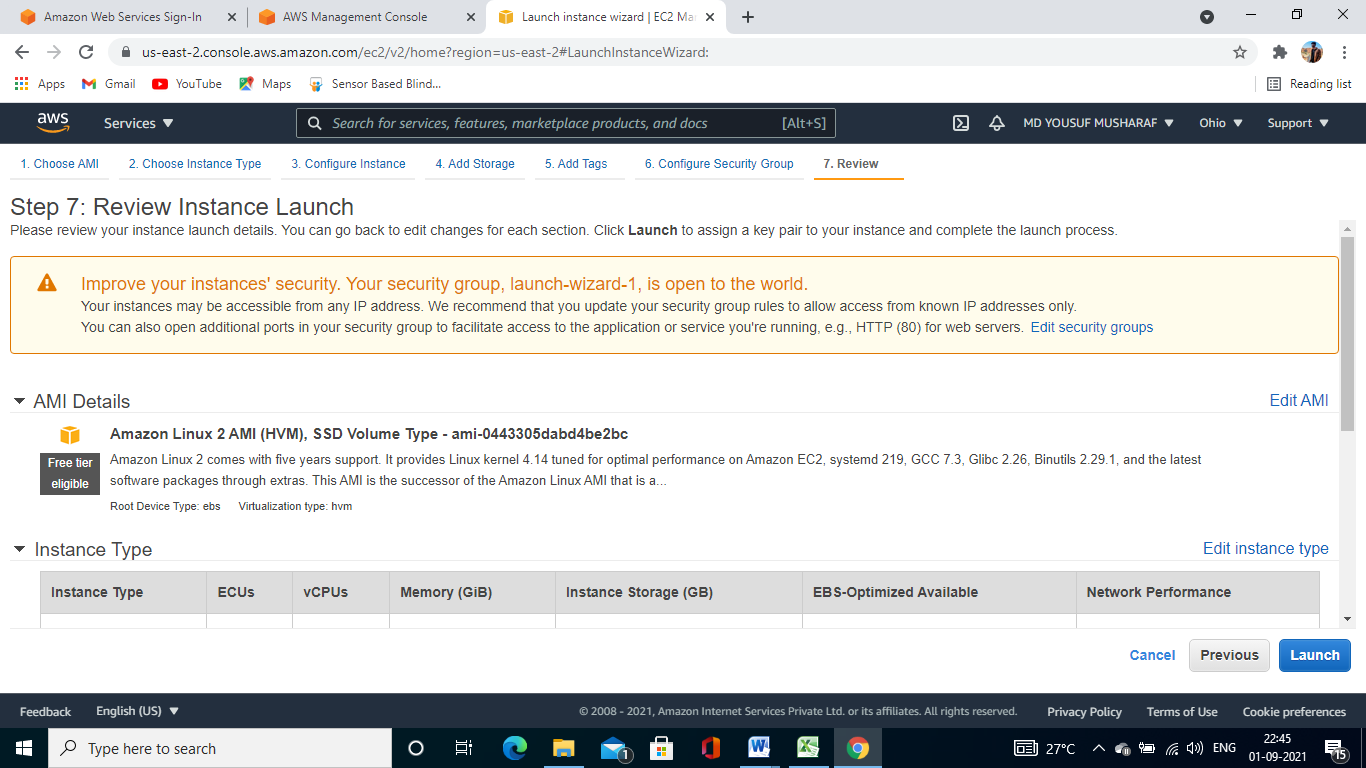 Amazon Web Services Sign-In
AWS Management Console
Launch instance wizard | EC2 Ma
us-east-2.console.aws.amazon.com/ec2/v2/home?region=us-east-2#LaunchInstanceWizard:
Apps Gmail YouTube Maps Sensor Based Blind... Reading list
aws Services Search for services, features, marketplace products, and docs [Alt+S] MD YOUSUF MUSHARAF Ohio Support
1. Choose AMI 2. Choose Instance Type 3. Configure Instance 4. Add Storage 5. Add Tags 6. Configure Security Group 7. Review
Step 7: Review Instance Launch
Please review your instance launch details. You can go back to edit changes for each section. Click Launch to assign a key pair to your instance and complete the launch process.
Improve your instances' security. Your security group, launch-wizard-1, is open to the world.
Your instances may be accessible from any IP address. We recommend that you update your security group rules to allow access from known IP addresses only.
You can also open additional ports in your security group to facilitate access to the application or service you're running, e.g., HTTP (80) for web servers. Edit security groups
AMI Details Edit AMI
Amazon Linux 2 AMI (HVM), SSD Volume Type - ami-0443305dabd4be2bc
Free tier
eligible
Amazon Linux 2 comes with five years support. It provides Linux kernel 4.14 tuned for optimal performance on Amazon EC2, systemd 219, GCC 7.3, Glibc 2.26, Binutils 2.29.1, and the latest
software packages through extras. This AMI is the successor of the Amazon Linux AMI that is a...
Root Device Type: ebs Virtualization type: hvm
Instance Type Edit instance type
Instance Type ECUs vCPUs Memory (GiB) Instance Storage (GB) EBS-Optimized Available Network Performance
Cancel Previous Launch
Feedback English (US) © 2008 - 2021, Amazon Internet Services Private Ltd. or its affiliates. All rights reserved. Privacy Policy Terms of Use Cookie preferences
Type here to search 1 27°C ENG 22:45
01-09-2021 15